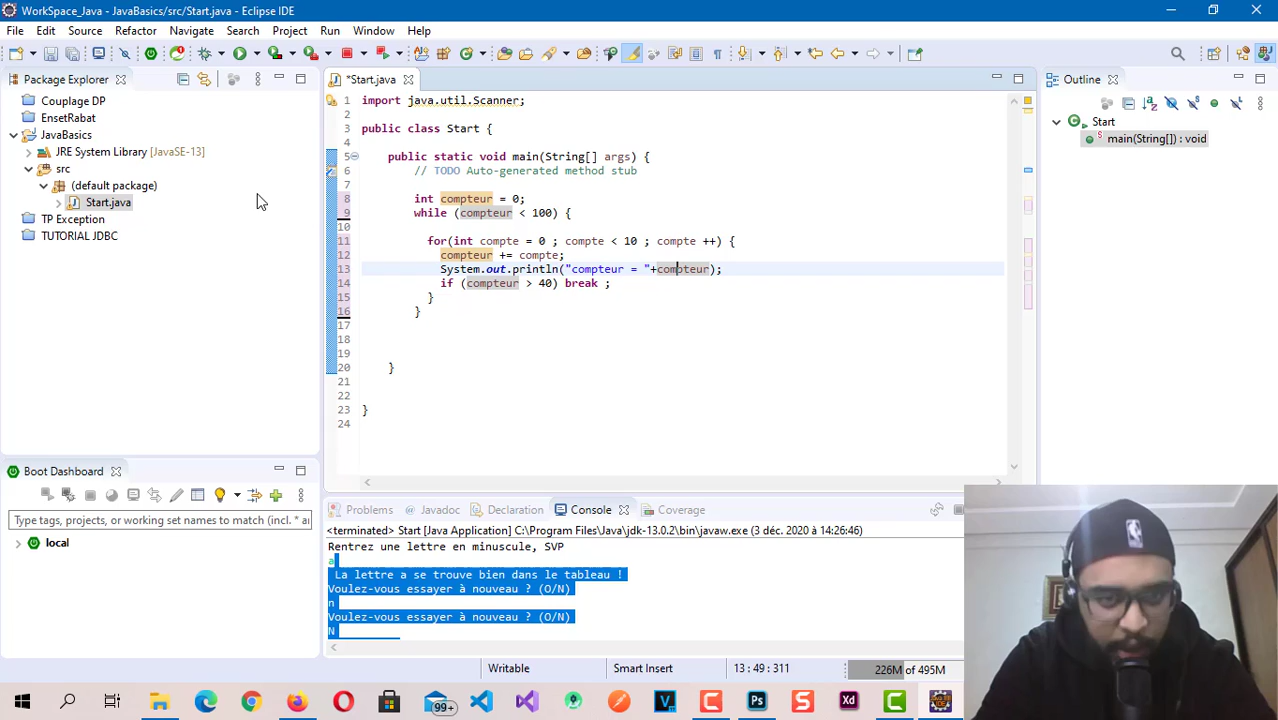 WorkSpace_Java - JavaBasics/src/Start.java - Eclipse IDE
File Edit Source Refactor Navigate Search Project Run Window Help
Package Explorer
Couplage DP
EnsetRabat
JavaBasics
JRE System Library [JavaSE-13]
src
(default package)
Start.java
TP Exception
TUTORIAL JDBC
*Start.java
1 import java.util.Scanner;
2
3 public class Start {
4
5 public static void main(String[] args) {
6 // TODO Auto-generated method stub
7
8 int compteur = 0;
9 while (compteur < 100) {
10
11 for(int compte = 0 ; compte < 10 ; compte ++) {
12 compteur += compte;
13 System.out.println("compteur = "+compteur);
14 if (compteur > 40) break ;
15 }
16 }
17
18
19
20 }
21
22
23 }
24
Outline
Start
main(String[]) : void
Boot Dashboard
Type tags, projects, or working set names to match (incl. * ai
local
Problems Javadoc Declaration Console Coverage
<terminated> Start [Java Application] C:\Program Files\Java\jdk-13.0.2\bin\javaw.exe (3 déc. 2020 à 14:26:46)
Rentrez une lettre en minuscule, SVP
a
La lettre a se trouve bien dans le tableau !
Voulez-vous essayer à nouveau ? (O/N)
n
Voulez-vous essayer à nouveau ? (O/N)
N
Writable Smart Insert 13 : 49 : 311 226M of 495M
99+
Ps
Xd